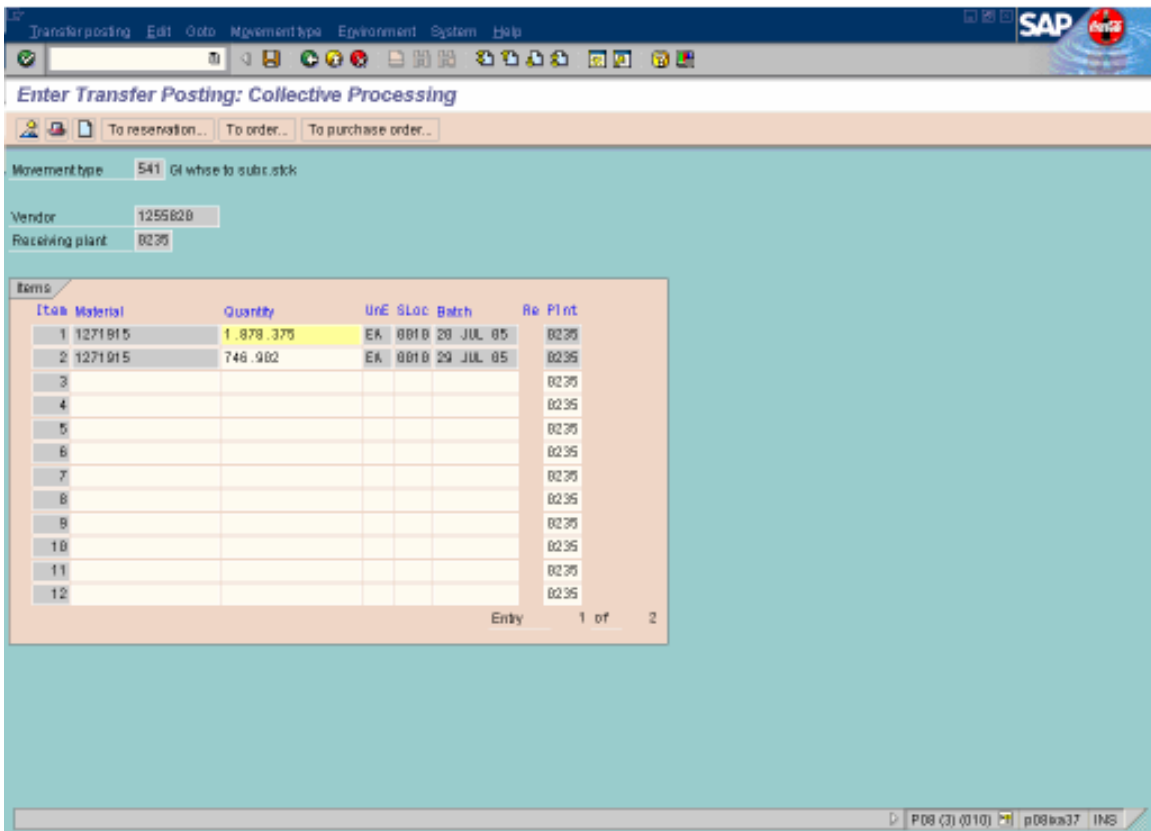 Transfer posting Edit Goto Movement type Environment System Help
SAP
Enter Transfer Posting: Collective Processing
To reservation... To order... To purchase order...
Movement type 541 GI whse to subc.stck
Vendor 1255820
Receiving plant 0235
Items
Item Material Quantity UnE SLoc Batch Re Plnt
1 1271915 1.878.375 EA 0010 28 JUL 05 0235
2 1271915 746.902 EA 0010 29 JUL 05 0235
3 0235
4 0235
5 0235
6 0235
7 0235
8 0235
9 0235
10 0235
11 0235
12 0235
Entry 1 of 2
P08 (3) (010) INS